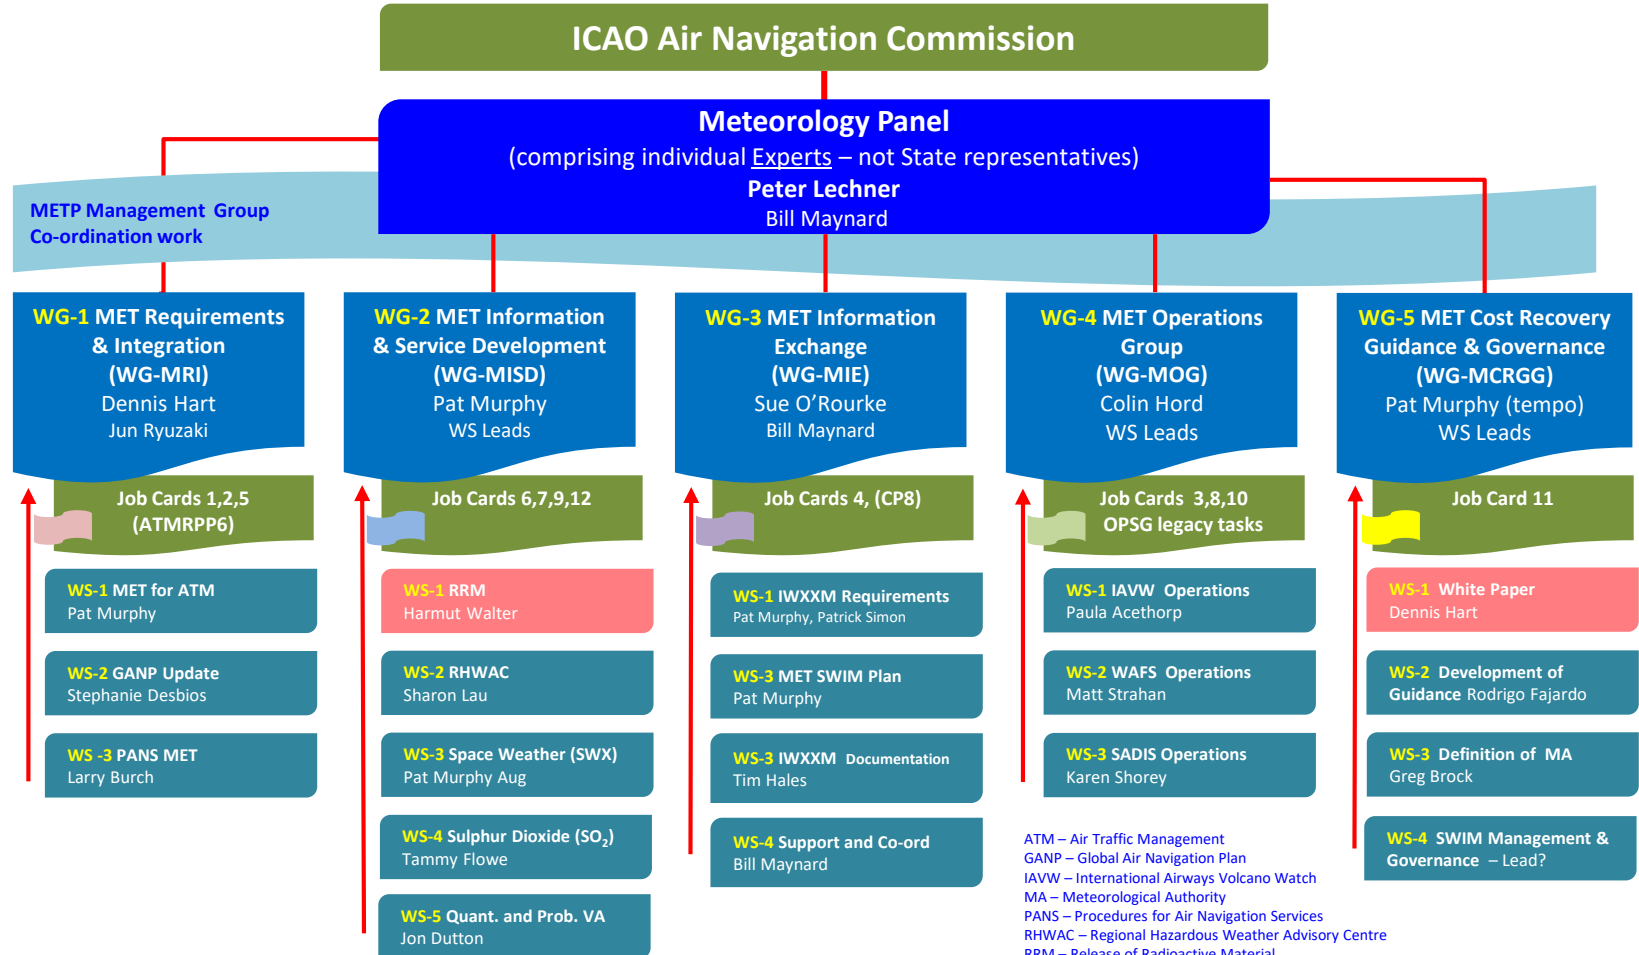 ICAO Air Navigation Commission
Meteorology Panel
(comprising individual Experts – not State representatives)
Peter Lechner
Bill Maynard
METP Management Group
Co-ordination work
WG-1 MET Requirements
& Integration
(WG-MRI)
Dennis Hart
Jun Ryuzaki
Job Cards 1,2,5
(ATMRPP6)
WS-1 MET for ATM
Pat Murphy
WS-2 GANP Update
Stephanie Desbios
WS -3 PANS MET
Larry Burch
WG-2 MET Information
& Service Development
(WG-MISD)
Pat Murphy
WS Leads
Job Cards 6,7,9,12
WS-1 RRM
Harmut Walter
WS-2 RHWAC
Sharon Lau
WS-3 Space Weather (SWX)
Pat Murphy Aug
WS-4 Sulphur Dioxide (SO2)
Tammy Flowe
WS-5 Quant. and Prob. VA
Jon Dutton
WG-3 MET Information
Exchange
(WG-MIE)
Sue O'Rourke
Bill Maynard
Job Cards 4, (CP8)
WS-1 IWXXM Requirements
Pat Murphy, Patrick Simon
WS-3 MET SWIM Plan
Pat Murphy
WS-3 IWXXM Documentation
Tim Hales
WS-4 Support and Co-ord
Bill Maynard
WG-4 MET Operations
Group
(WG-MOG)
Colin Hord
WS Leads
Job Cards 3,8,10
OPSG legacy tasks
WS-1 IAVW Operations
Paula Acethorp
WS-2 WAFS Operations
Matt Strahan
WS-3 SADIS Operations
Karen Shorey
WG-5 MET Cost Recovery
Guidance & Governance
(WG-MCRGG)
Pat Murphy (tempo)
WS Leads
Job Card 11
WS-1 White Paper
Dennis Hart
WS-2 Development of
Guidance Rodrigo Fajardo
WS-3 Definition of MA
Greg Brock
WS-4 SWIM Management &
Governance – Lead?
ATM – Air Traffic Management
GANP – Global Air Navigation Plan
IAVW – International Airways Volcano Watch
MA – Meteorological Authority
PANS – Procedures for Air Navigation Services
RHWAC – Regional Hazardous Weather Advisory Centre
RRM – Release of Radioactive Material